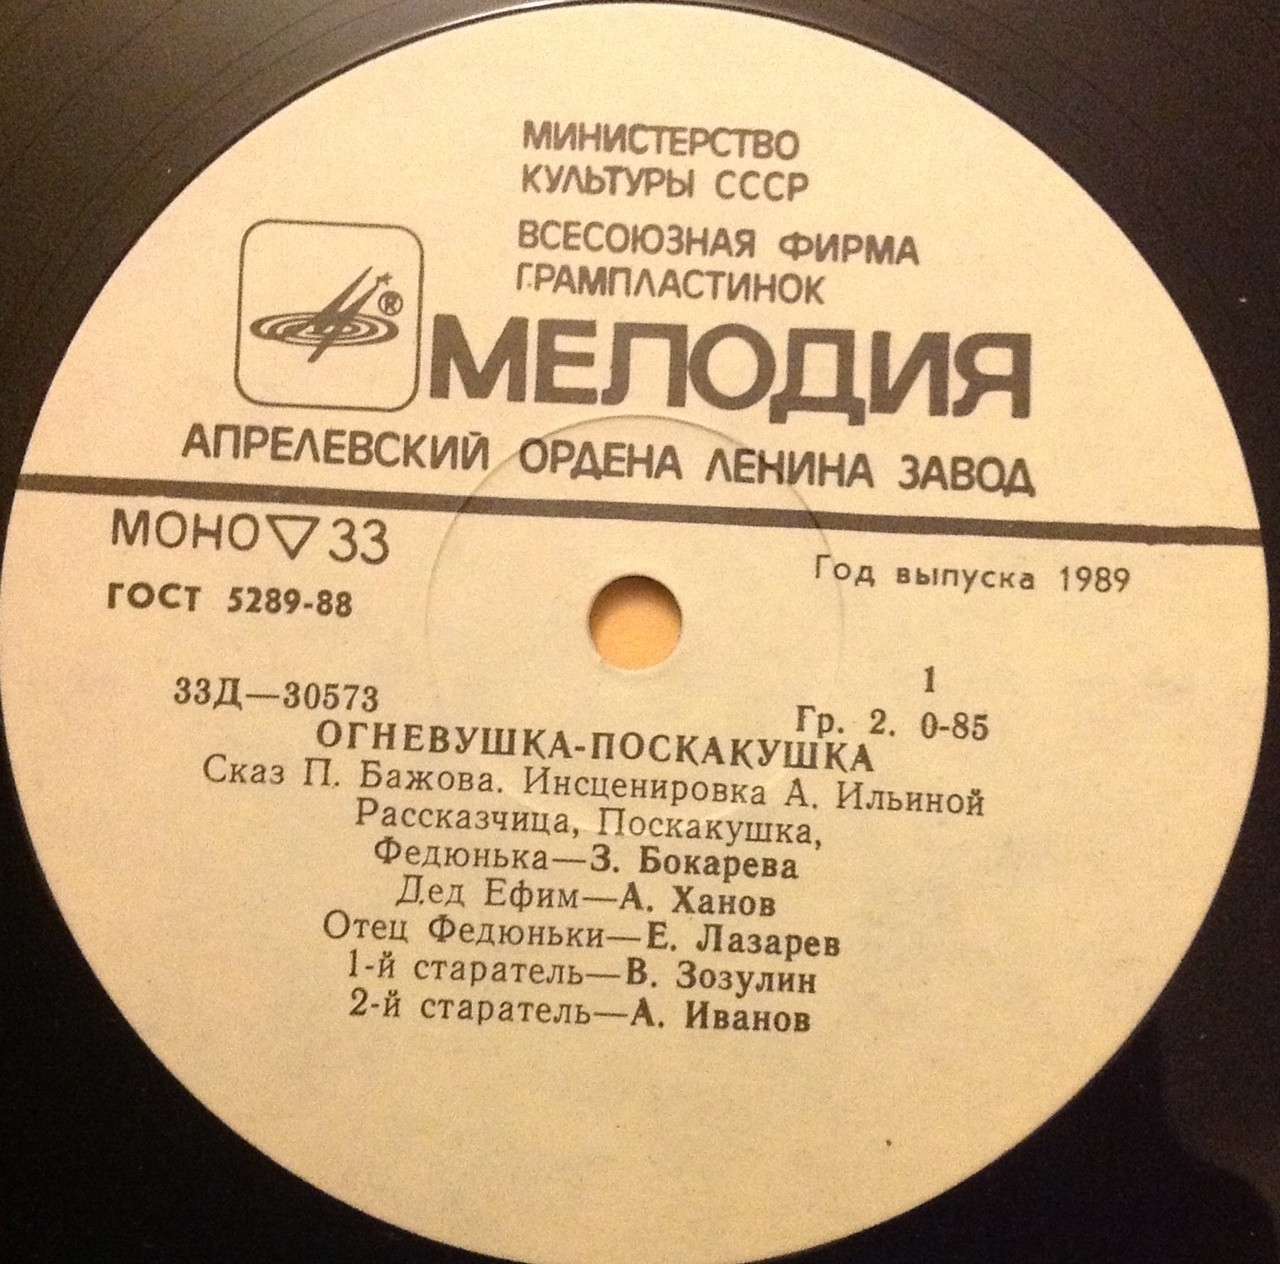 МИНИСТЕРСТВО
КУЛЬТУРЫ СССР
ВСЕСОЮЗНАЯ ФИРМА
ГРАМПЛАСТИНОК
®
МЕЛОДИЯ
АПРЕЛЕВСКИЙ ОРДЕНА ЛЕНИНА ЗАВОД
МОНО ▽ 33
Год выпуска 1989
ГОСТ 5289-88
1
33Д—30573
Гр. 2. 0-85
ОГНЕВУШКА-ПОСКАКУШКА
Сказ П. Бажова. Инсценировка А. Ильиной
Рассказчица, Поскакушка,
Федюнька—З. Бокарева
Дед Ефим—А. Ханов
Отец Федюньки—Е. Лазарев
1-й старатель—В. Зозулин
2-й старатель—А. Иванов